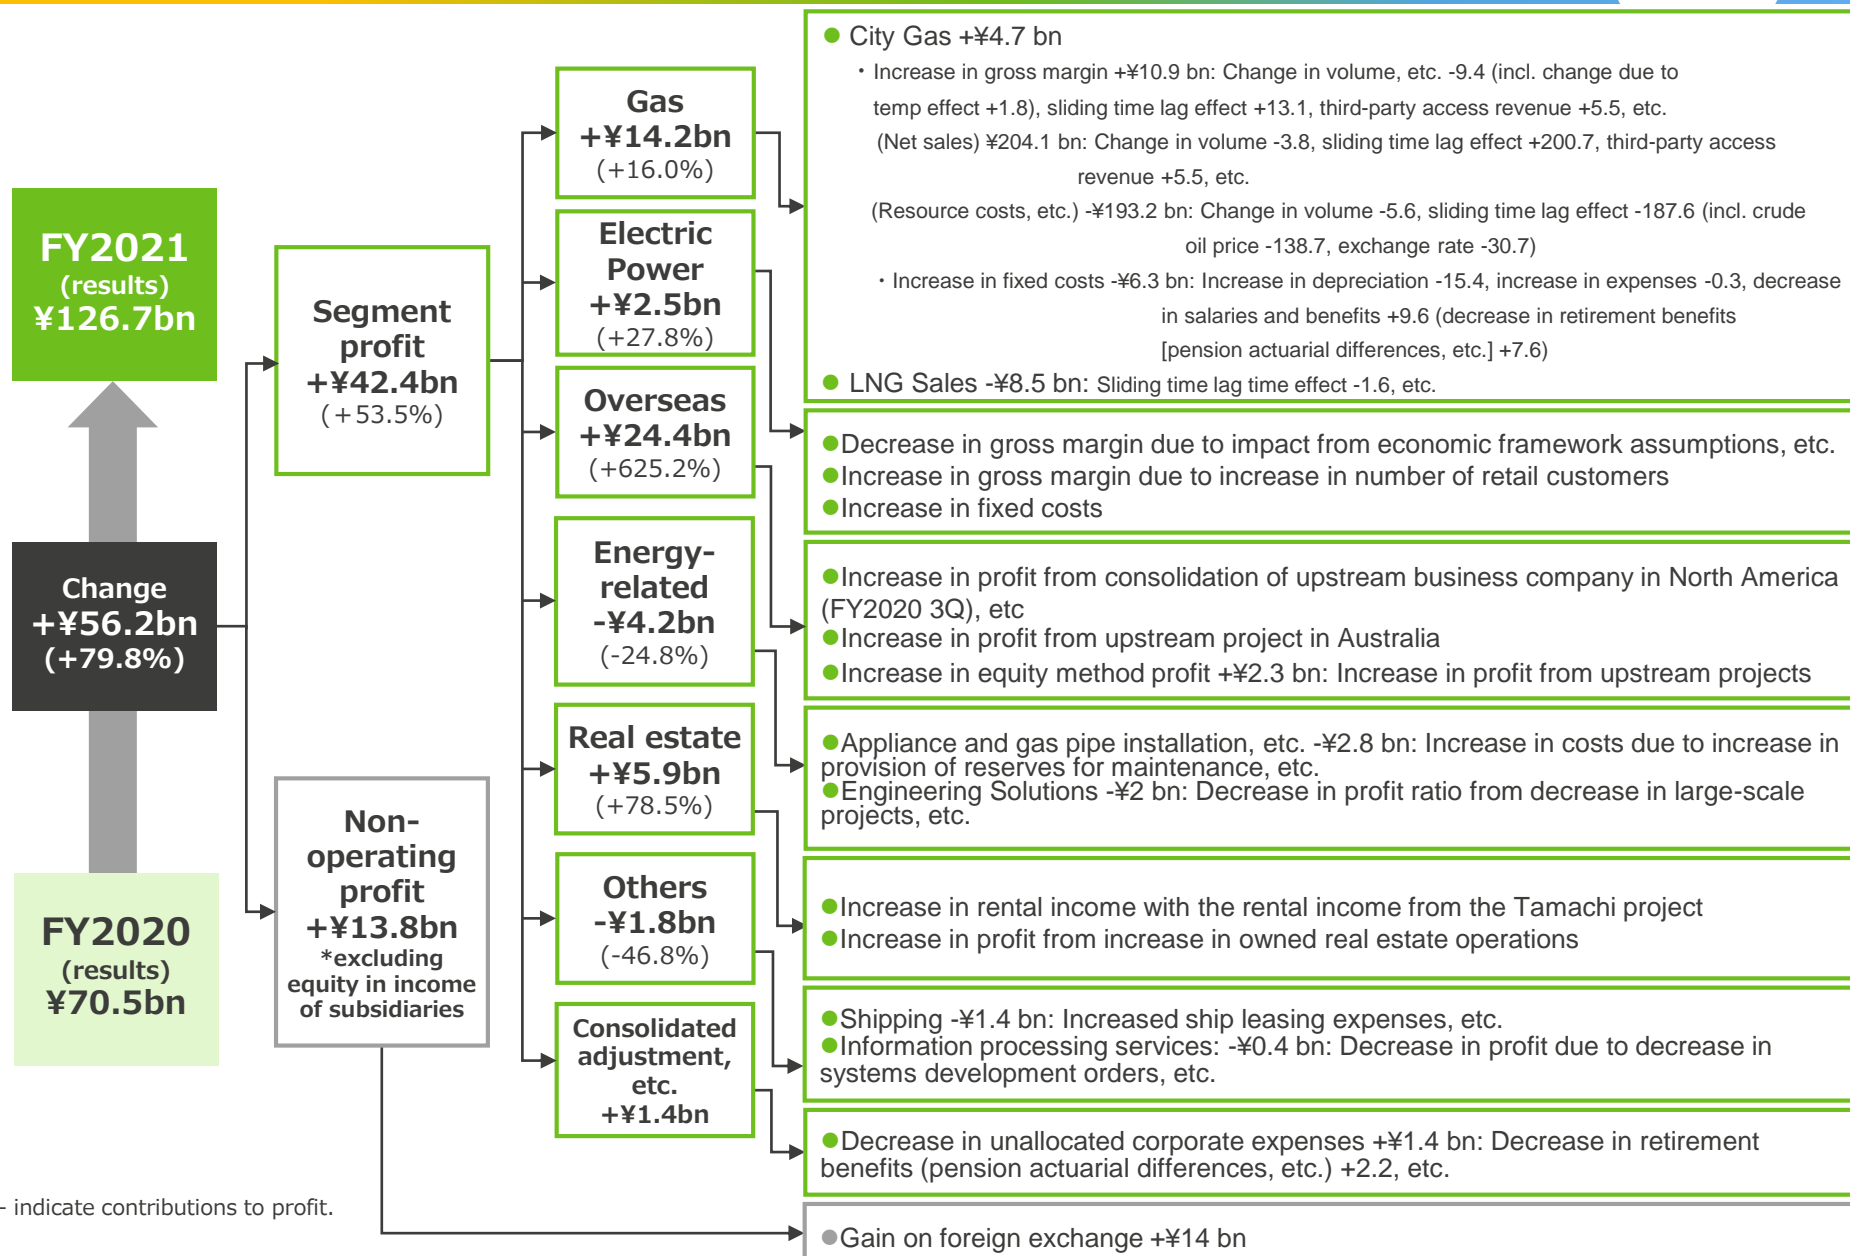 FY2021
(results)
¥126.7bn
Change
+¥56.2bn
(+79.8%)
FY2020
(results)
¥70.5bn
Segment
profit
+¥42.4bn
(+53.5%)
Non-
operating
profit
+¥13.8bn
*excluding
equity in income
of subsidiaries
Gas
+¥14.2bn
(+16.0%)
Electric
Power
+¥2.5bn
(+27.8%)
Overseas
+¥24.4bn
(+625.2%)
Energy-
related
-¥4.2bn
(-24.8%)
Real estate
+¥5.9bn
(+78.5%)
Others
-¥1.8bn
(-46.8%)
Consolidated
adjustment,
etc.
+¥1.4bn
● City Gas +¥4.7 bn
・Increase in gross margin +¥10.9 bn: Change in volume, etc. -9.4 (incl. change due to
temp effect +1.8), sliding time lag effect +13.1, third-party access revenue +5.5, etc.
(Net sales) ¥204.1 bn: Change in volume -3.8, sliding time lag effect +200.7, third-party access
revenue +5.5, etc.
(Resource costs, etc.) -¥193.2 bn: Change in volume -5.6, sliding time lag effect -187.6 (incl. crude
oil price -138.7, exchange rate -30.7)
・Increase in fixed costs -¥6.3 bn: Increase in depreciation -15.4, increase in expenses -0.3, decrease
in salaries and benefits +9.6 (decrease in retirement benefits
[pension actuarial differences, etc.] +7.6)
● LNG Sales -¥8.5 bn: Sliding time lag time effect -1.6, etc.
●Decrease in gross margin due to impact from economic framework assumptions, etc.
●Increase in gross margin due to increase in number of retail customers
●Increase in fixed costs
●Increase in profit from consolidation of upstream business company in North America
(FY2020 3Q), etc
●Increase in profit from upstream project in Australia
●Increase in equity method profit +¥2.3 bn: Increase in profit from upstream projects
●Appliance and gas pipe installation, etc. -¥2.8 bn: Increase in costs due to increase in
provision of reserves for maintenance, etc.
●Engineering Solutions -¥2 bn: Decrease in profit ratio from decrease in large-scale
projects, etc.
●Increase in rental income with the rental income from the Tamachi project
●Increase in profit from increase in owned real estate operations
●Shipping -¥1.4 bn: Increased ship leasing expenses, etc.
●Information processing services: -¥0.4 bn: Decrease in profit due to decrease in
systems development orders, etc.
●Decrease in unallocated corporate expenses +¥1.4 bn: Decrease in retirement
benefits (pension actuarial differences, etc.) +2.2, etc.
●Gain on foreign exchange +¥14 bn
- indicate contributions to profit.